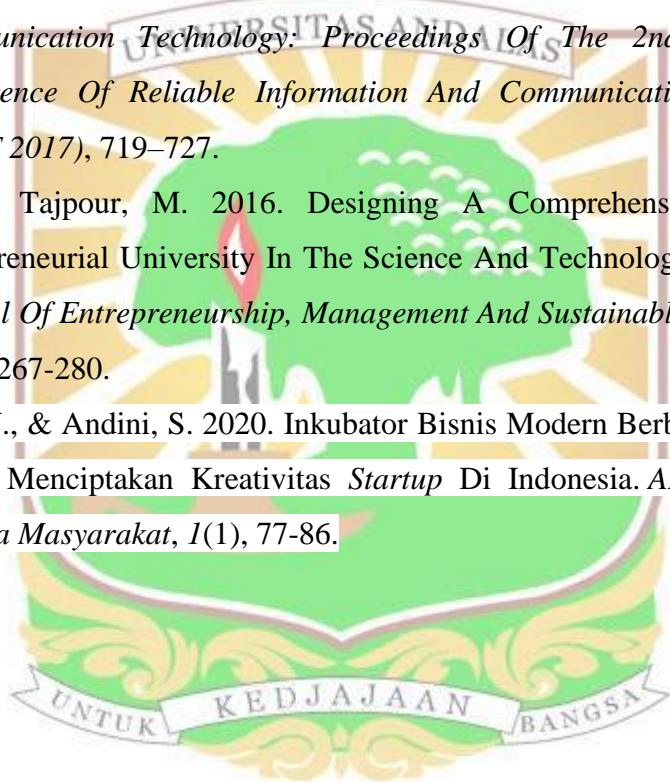 UNIVERSITAS ANDALAS
unication Technology: Proceedings Of The 2nd
ence Of Reliable Information And Communicati
2017), 719–727.
Tajpour, M. 2016. Designing A Comprehens
reneurial University In The Science And Technolog
l Of Entrepreneurship, Management And Sustainabl
267-280.
., & Andini, S. 2020. Inkubator Bisnis Modern Berb
Menciptakan Kreativitas Startup Di Indonesia. A
a Masyarakat, 1(1), 77-86.
UNTUK KEDJAJAAN BANGSA